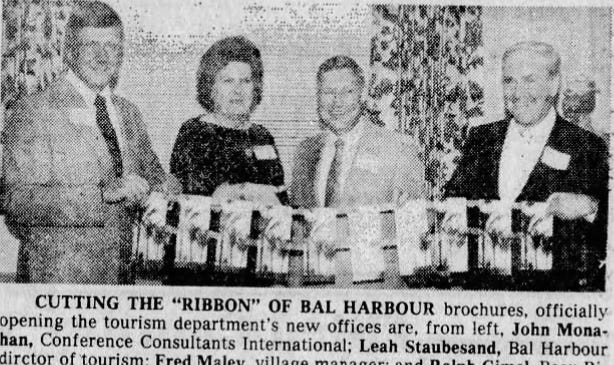 CUTTING THE “RIBBON” OF BAL HARBOUR brochures, officially
opening the tourism department's new offices are, from left, John Mona-
han, Conference Consultants International; Leah Staubesand, Bal Harbour
dirctor of tourism; Fred Maley, village manager; and Ralph